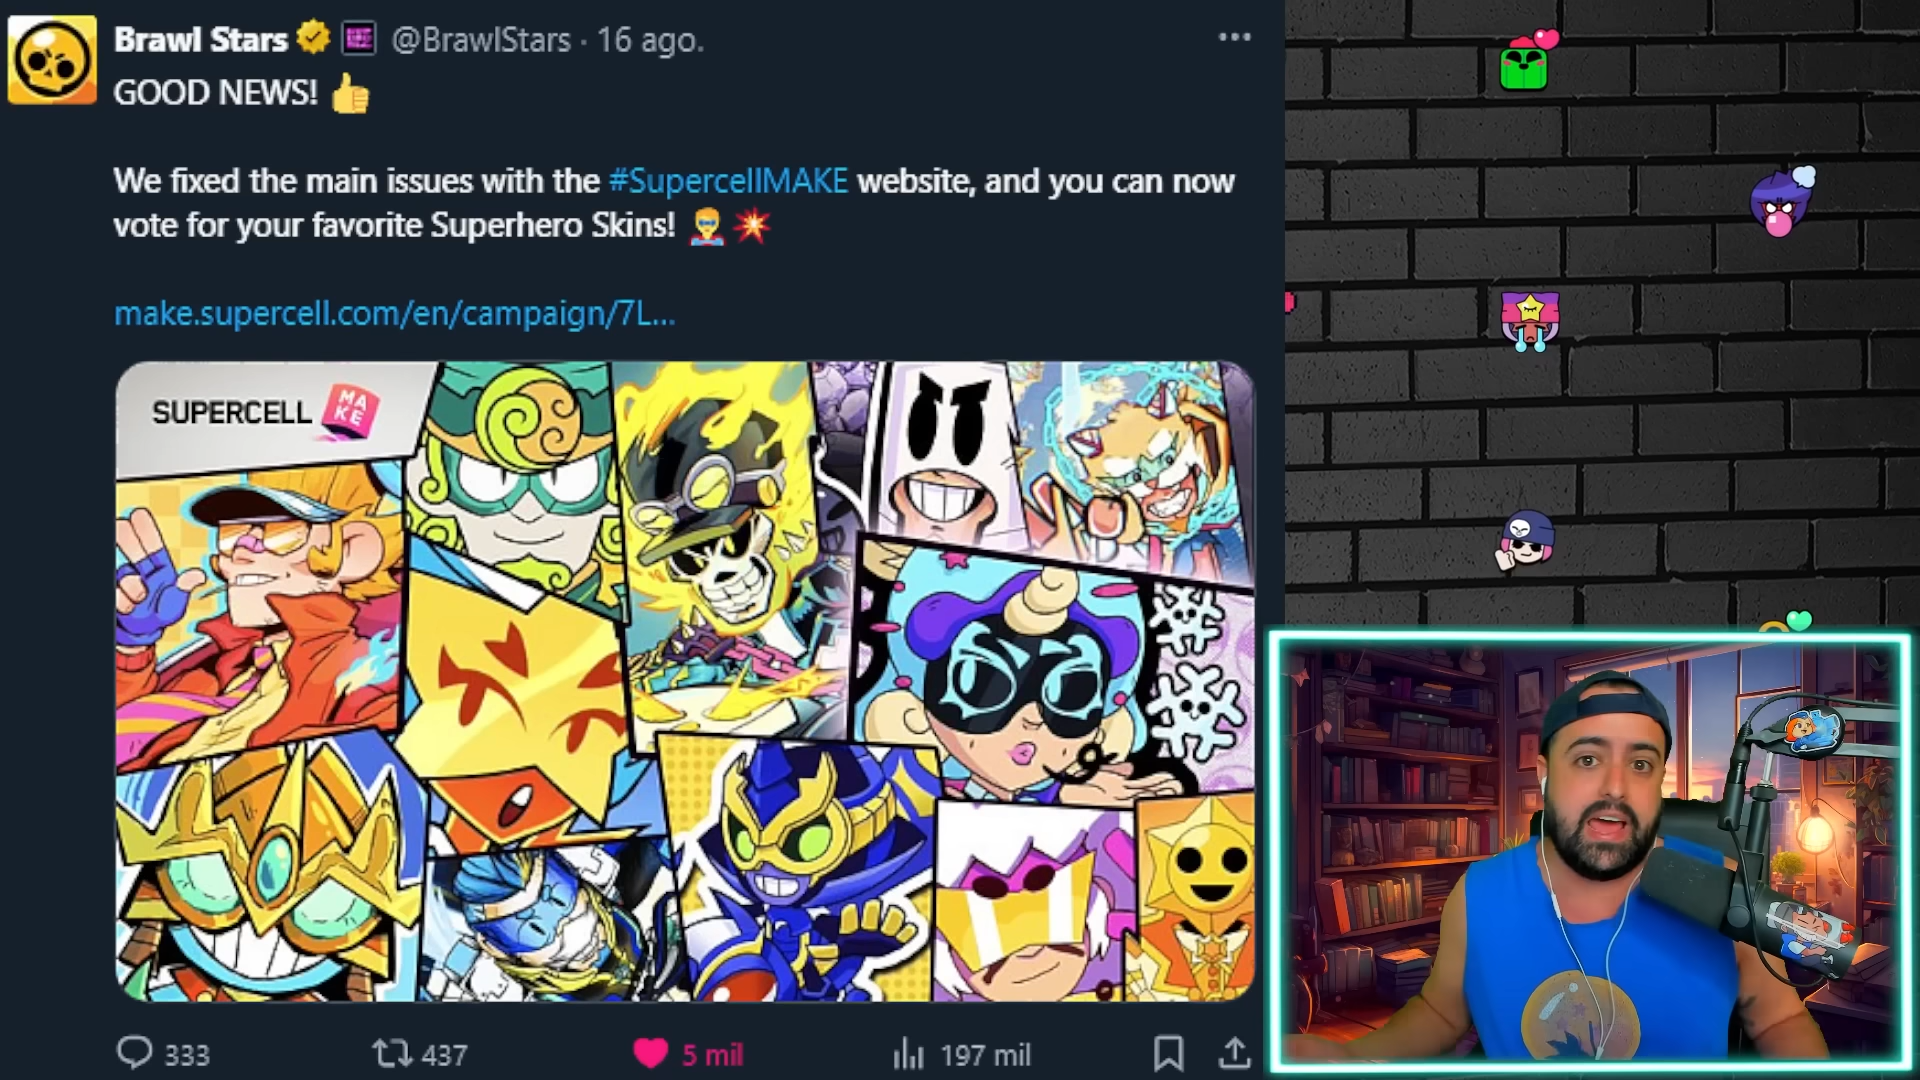 Brawl Stars @BrawlStars · 16 ago.
GOOD NEWS! 👍
We fixed the main issues with the #SupercellMAKE website, and you can now
vote for your favorite Superhero Skins! 🦸‍♂️💥
make.supercell.com/en/campaign/7L…
SUPERCELL MAKE
333 437 5 mil 197 mil